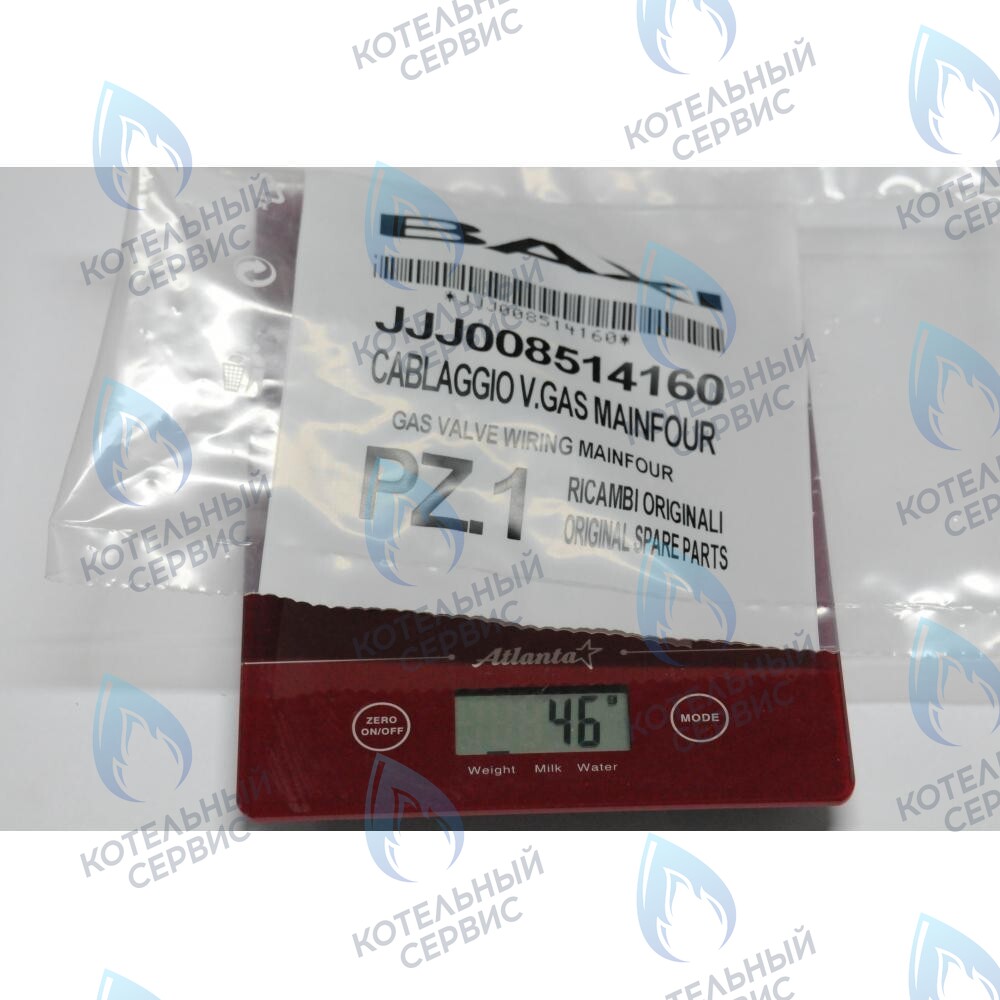 BAXI
*JJJ008514160*
JJJ008514160
CABLAGGIO V.GAS MAINFOUR
GAS VALVE WIRING MAINFOUR
PZ.1
RICAMBI ORIGINALI
ORIGINAL SPARE PARTS
Atlanta
ZERO
ON/OFF
46 g
MODE
Weight Milk Water
КОТЕЛЬНЫЙ
СЕРВИС